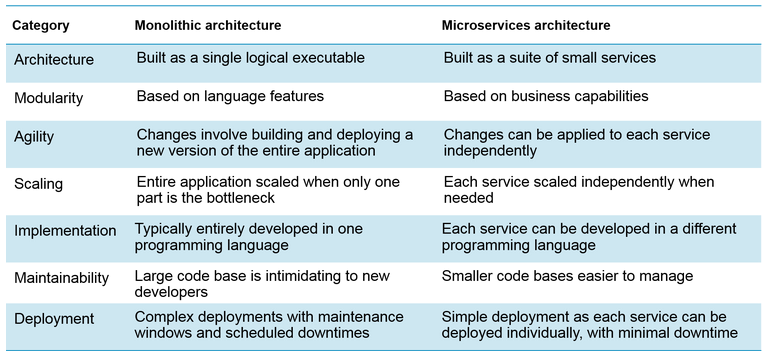 Category Monolithic architecture Microservices architecture
Architecture Built as a single logical executable Built as a suite of small services
Modularity Based on language features Based on business capabilities
Agility Changes involve building and deploying a Changes can be applied to each service
new version of the entire application independently
Scaling Entire application scaled when only one Each service scaled independently when
part is the bottleneck needed
Implementation Typically entirely developed in one Each service can be developed in a different
programming language programming language
Maintainability Large code base is intimidating to new Smaller code bases easier to manage
developers
Deployment Complex deployments with maintenance Simple deployment as each service can be
windows and scheduled downtimes deployed individually, with minimal downtime